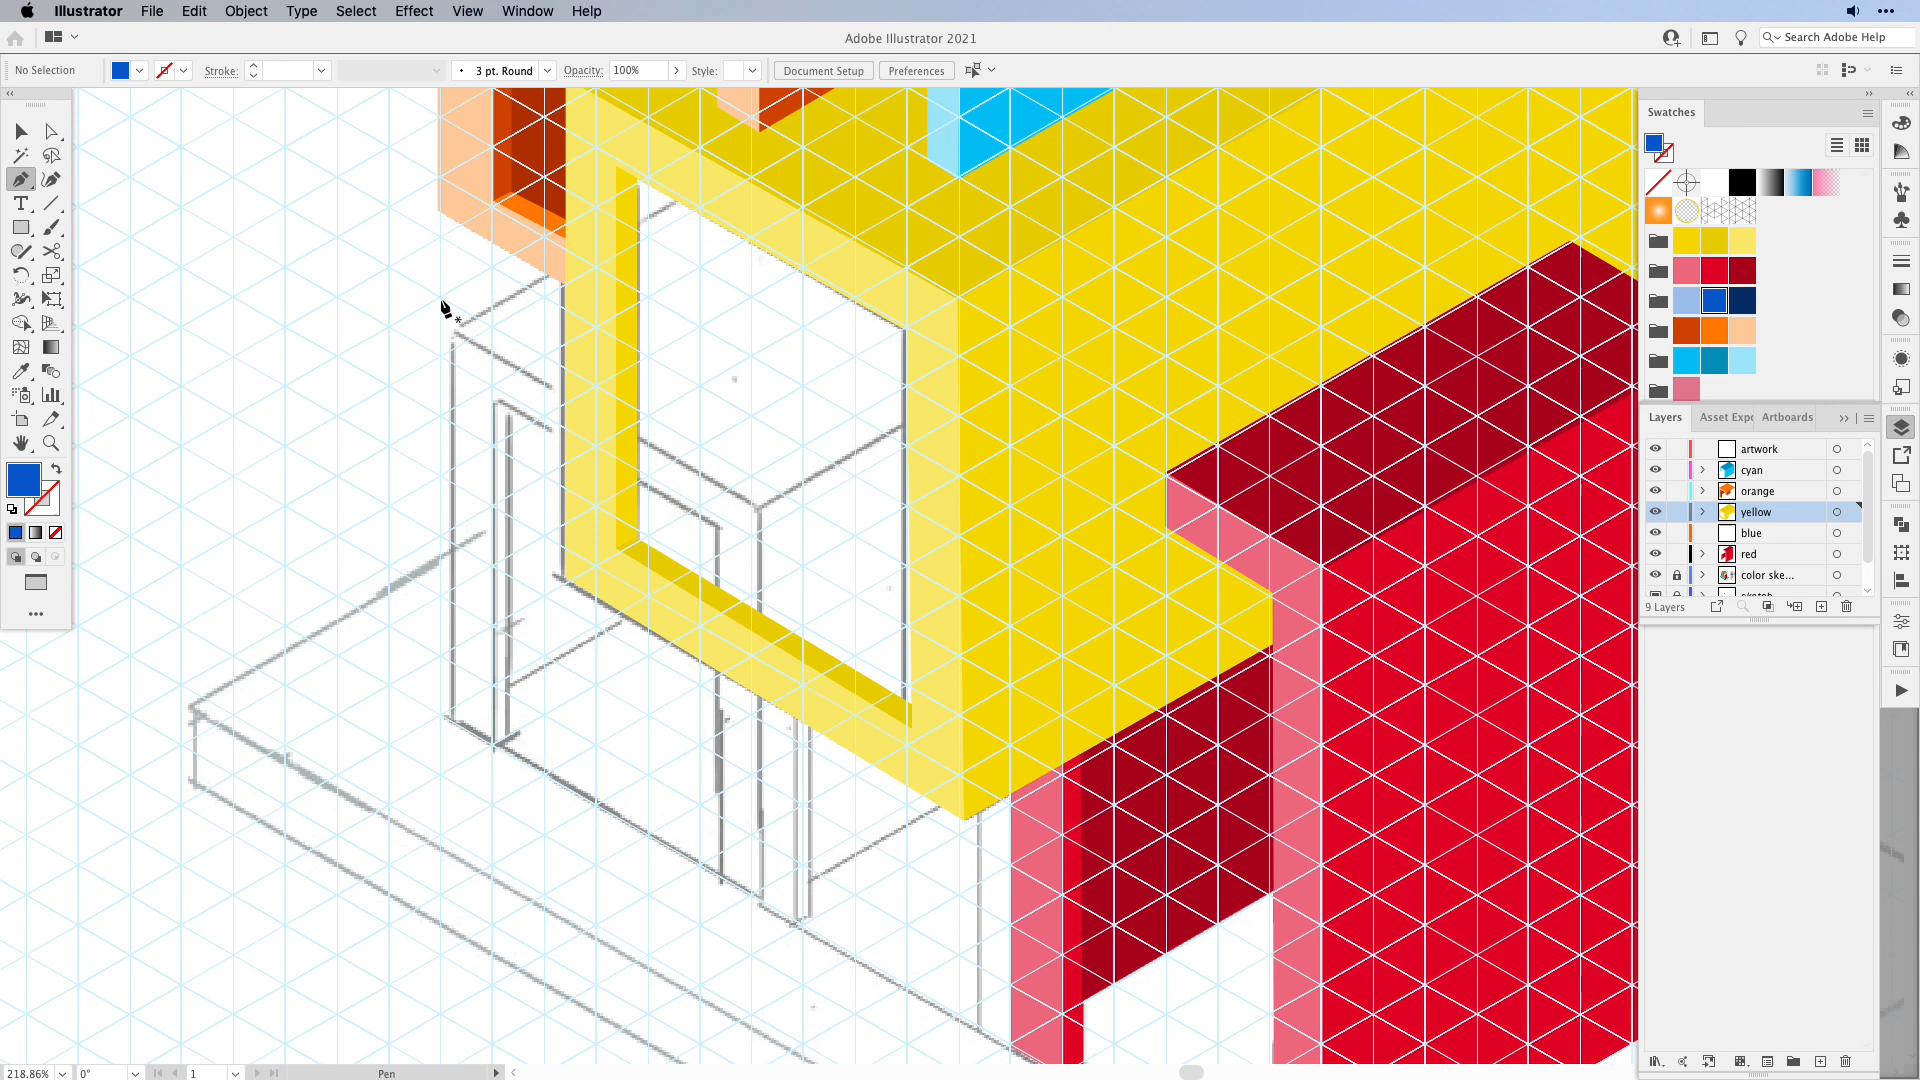 Illustrator File Edit Object Type Select Effect View Window Help
Adobe Illustrator 2021
Search Adobe Help
No Selection
Stroke:
3 pt. Round
Opacity: 100%
Style:
Document Setup
Preferences
Swatches
Layers Asset Expo Artboards
artwork
cyan
orange
yellow
blue
red
color ske...
9 Layers
218.86% 0° 1 Pen